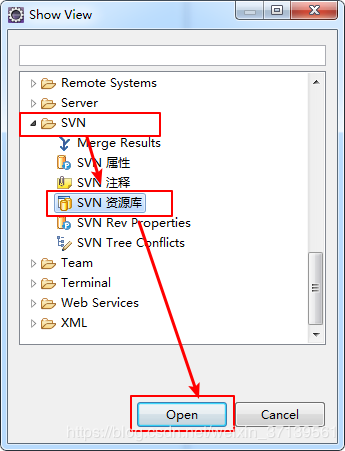 Show View
Remote Systems
Server
SVN
Merge Results
SVN 属性
SVN 注释
SVN 资源库
SVN Rev Properties
SVN Tree Conflicts
Team
Terminal
Web Services
XML
Open
Cancel
https://blog.csdn.net/weixin_37139561